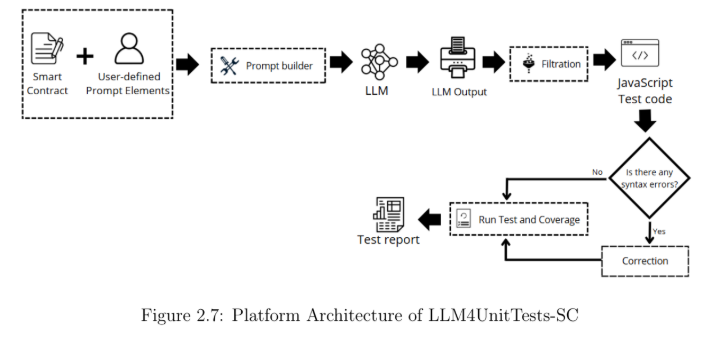 Smart
Contract
User-defined
Prompt Elements
Prompt builder
LLM
LLM Output
Filtration
</>
JavaScript
Test code
Is there any
syntax errors?
No
Yes
Run Test and Coverage
Test report
Correction
Figure 2.7: Platform Architecture of LLM4UnitTests-SC